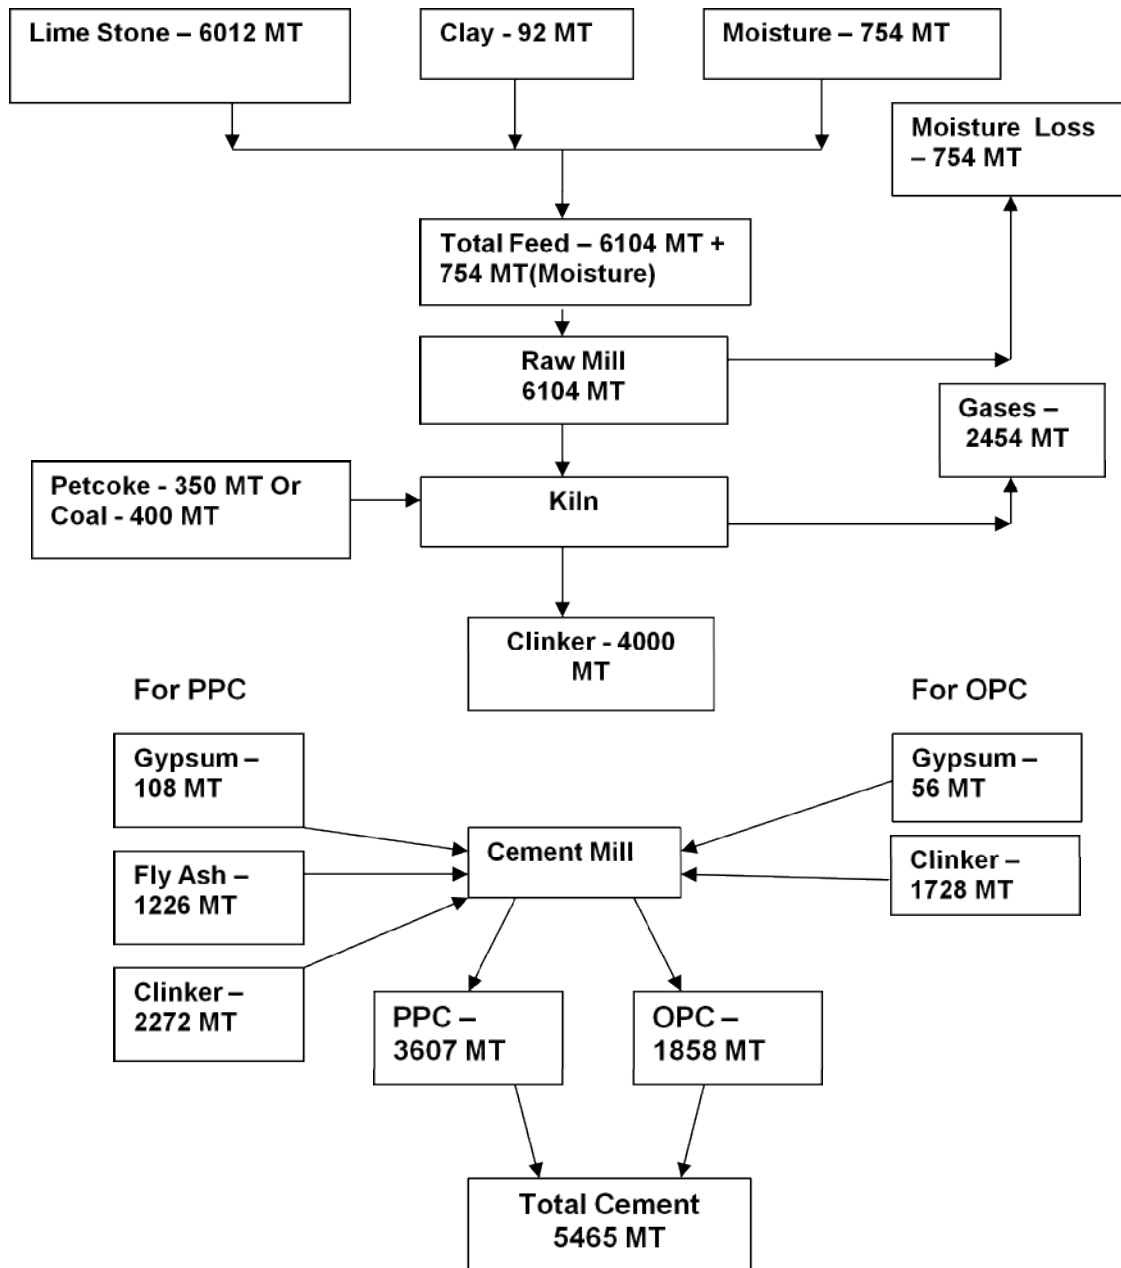 Lime Stone – 6012 MT
Clay - 92 MT
Moisture – 754 MT
Moisture Loss
– 754 MT
Total Feed – 6104 MT +
754 MT(Moisture)
Raw Mill
6104 MT
Gases –
2454 MT
Petcoke - 350 MT Or
Coal - 400 MT
Kiln
Clinker - 4000
MT
For PPC
For OPC
Gypsum –
108 MT
Gypsum –
56 MT
Cement Mill
Fly Ash –
1226 MT
Clinker –
1728 MT
Clinker –
2272 MT
PPC –
3607 MT
OPC –
1858 MT
Total Cement
5465 MT